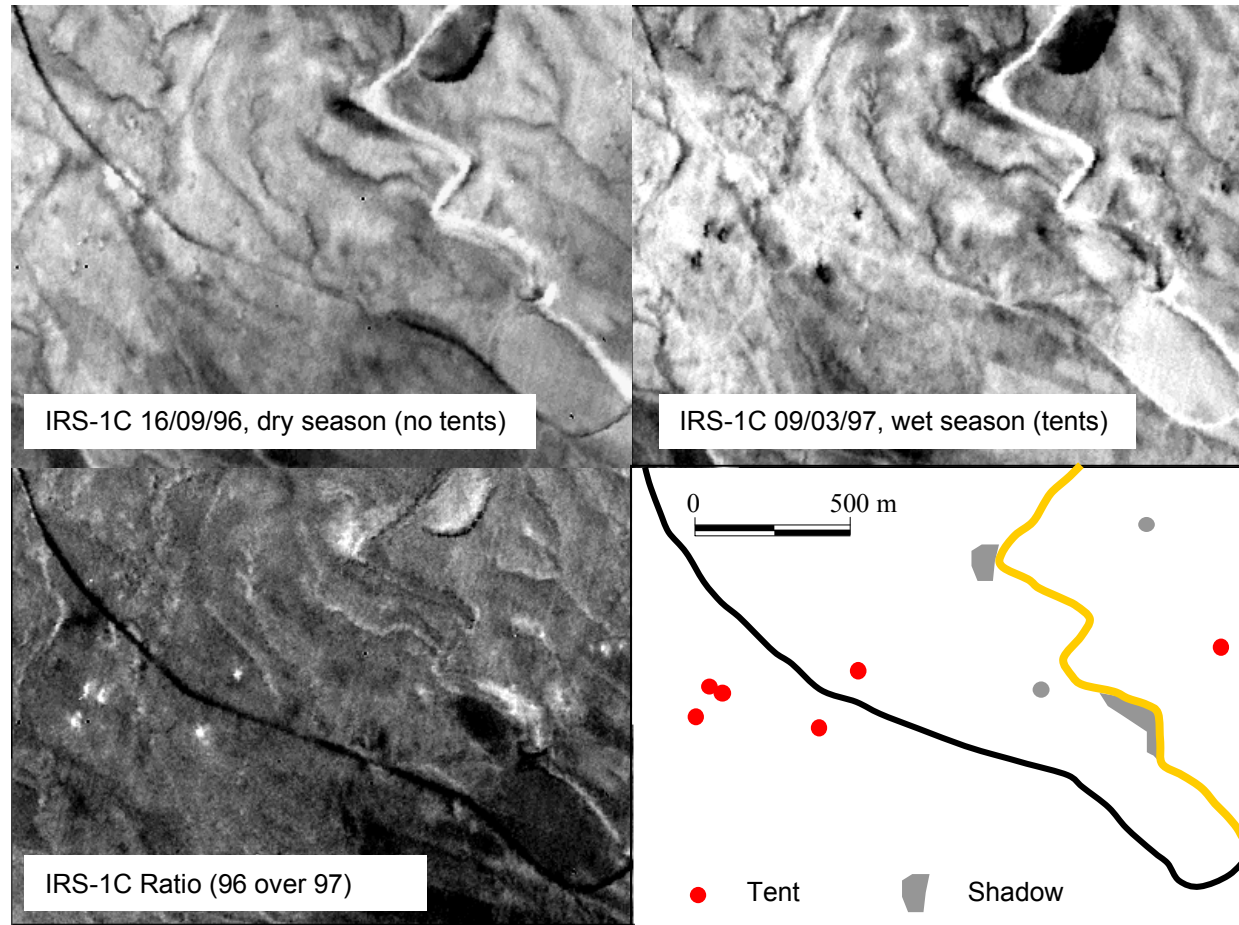 IRS-1C 16/09/96, dry season (no tents)
IRS-1C 09/03/97, wet season (tents)
0 500 m
IRS-1C Ratio (96 over 97)
Tent
Shadow